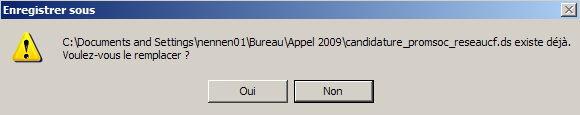 Enregistrer sous
C:\Documents and Settings\nennen01\Bureau\Appel 2009\candidature_promsoc_reseaucf.ds existe déjà.
Voulez-vous le remplacer ?
Oui
Non